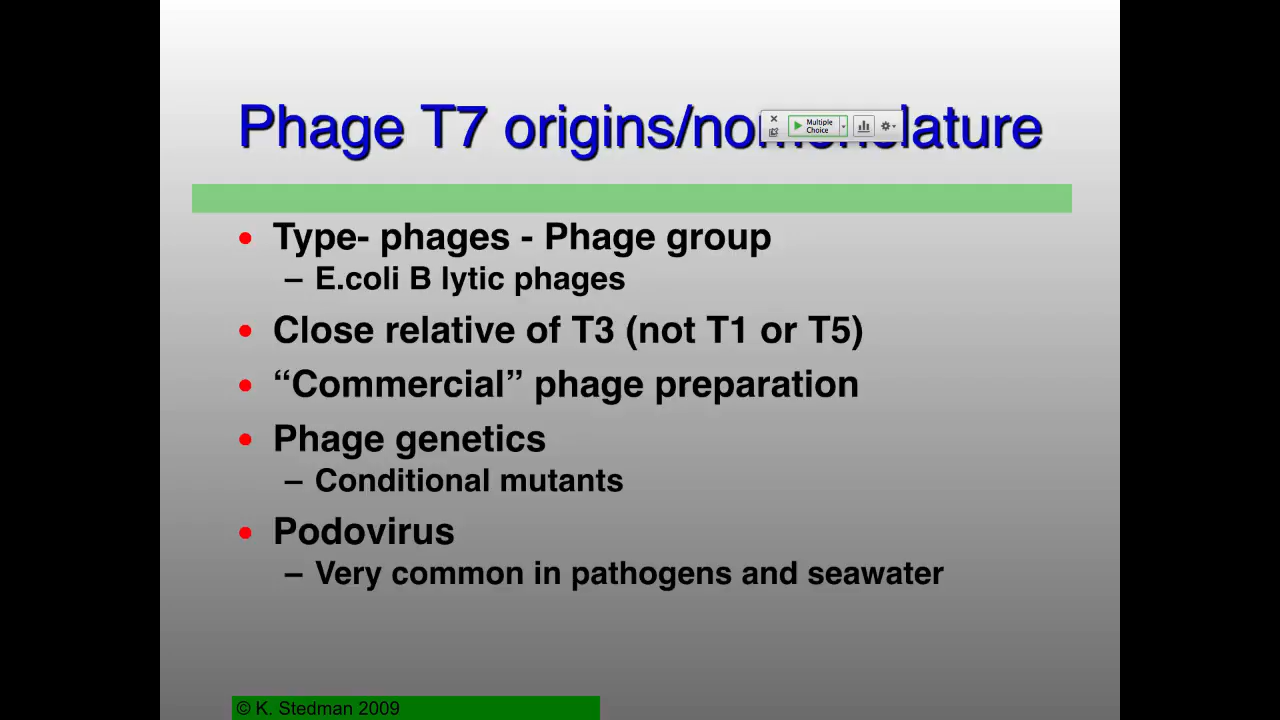 Phage T7 origins/nomenclature
Multiple
Choice
• Type- phages - Phage group
– E.coli B lytic phages
• Close relative of T3 (not T1 or T5)
• “Commercial” phage preparation
• Phage genetics
– Conditional mutants
• Podovirus
– Very common in pathogens and seawater
© K. Stedman 2009